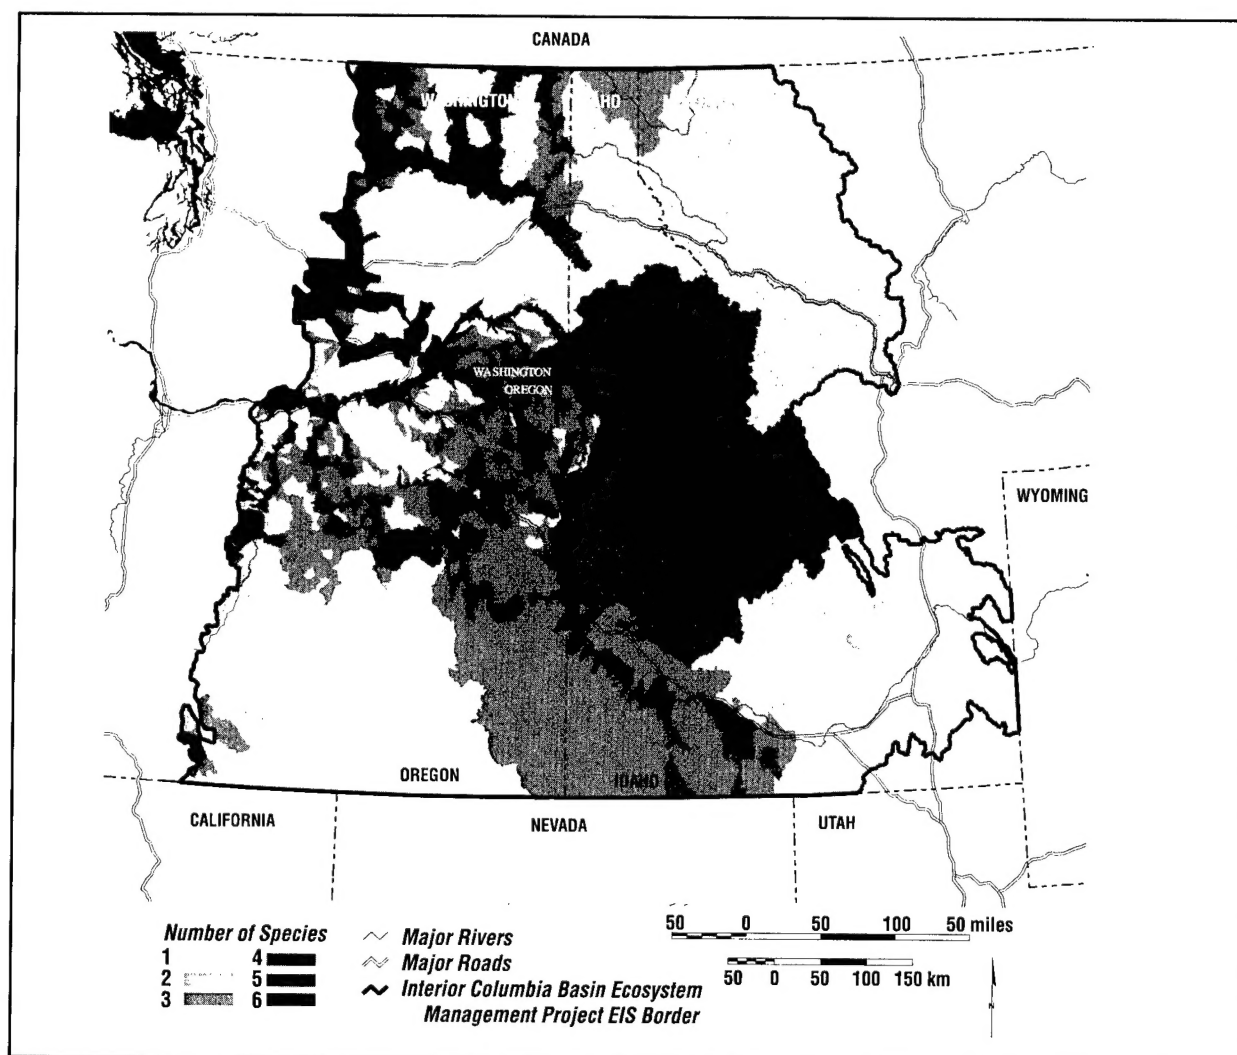 CANADA
WASHINGTON
WYOMING
WASHINGTON
OREGON
OREGON
IDAHO
CALIFORNIA
NEVADA
UTAH
Number of Species
1
4
2
5
3
6
Major Rivers
Major Roads
Interior Columbia Basin Ecosystem
Management Project EIS Border
50 0 50 100 50 miles
50 0 50 100 150 km
N